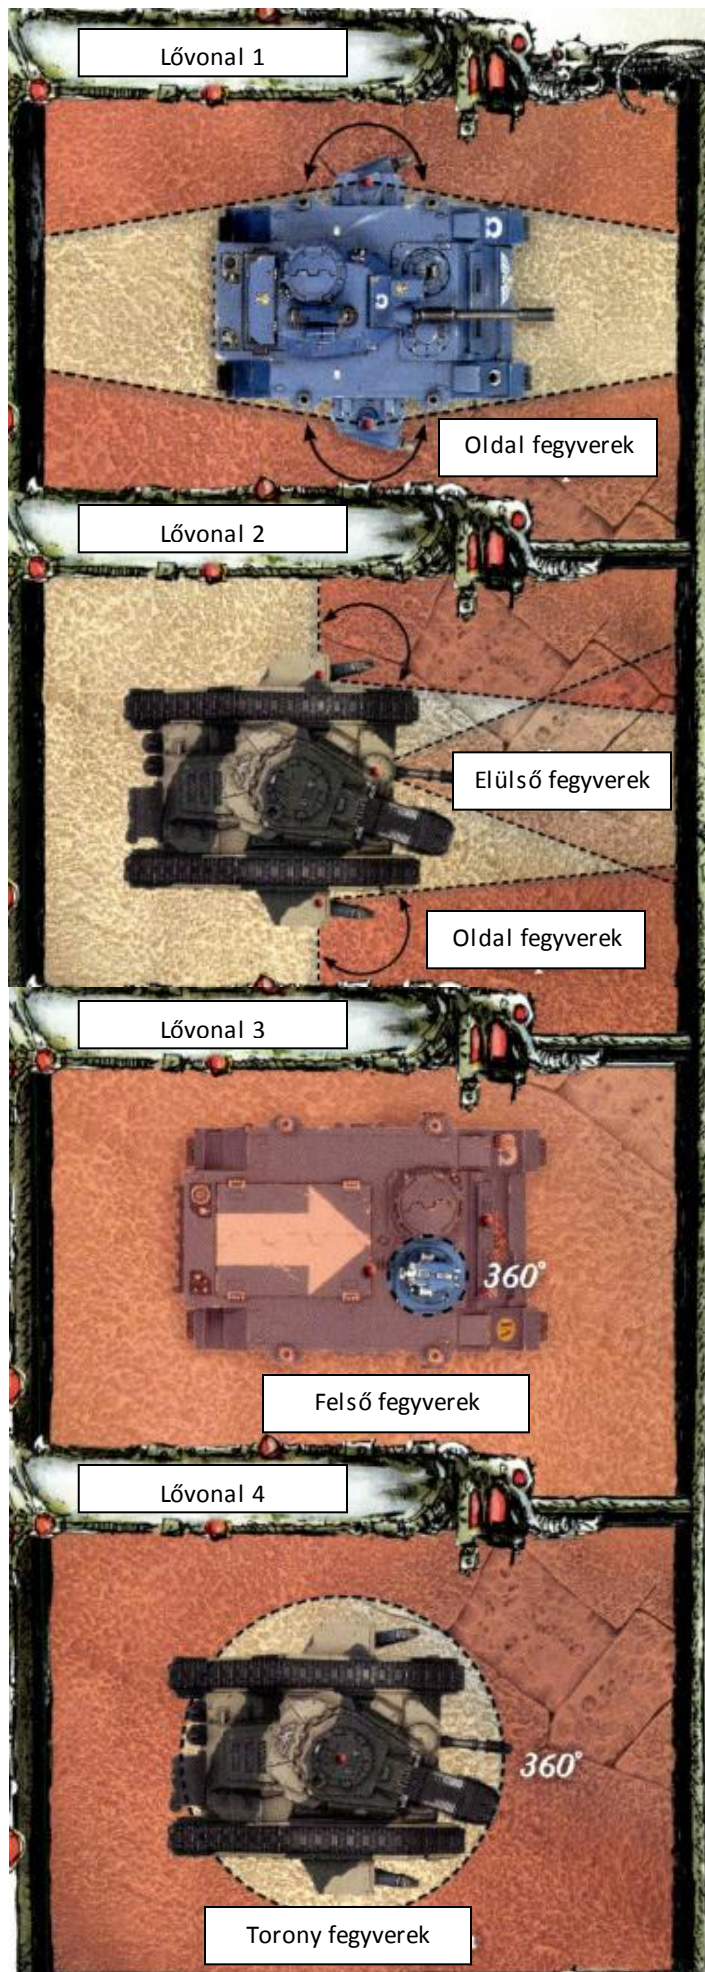 Lővonal 1
Ω
Ω
Oldal fegyverek
Lővonal 2
Elülső fegyverek
Oldal fegyverek
Lővonal 3
360°
VI
Felső fegyverek
Lővonal 4
360°
Torony fegyverek